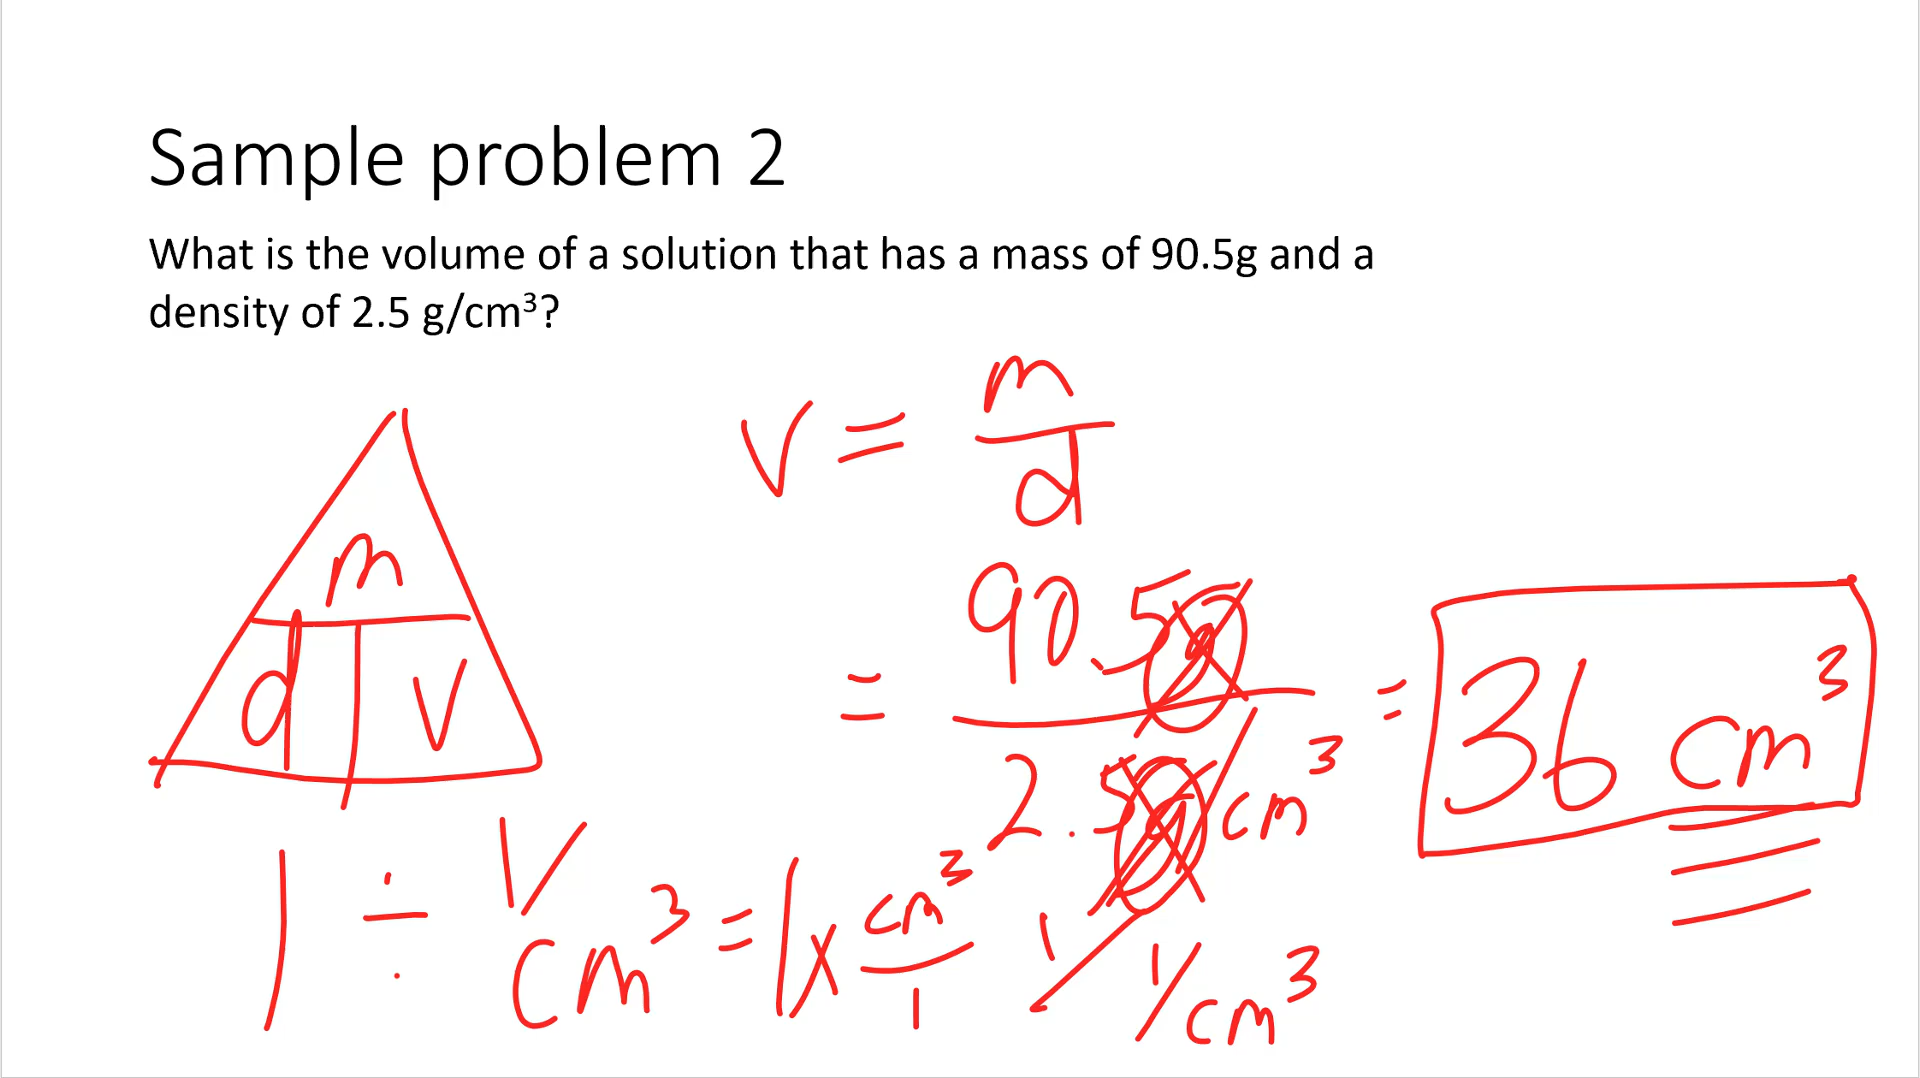 Sample problem 2
What is the volume of a solution that has a mass of 90.5g and a
density of 2.5 g/cm³?
m
d v
v = m/d
= 90.5g / 2.5g/cm³ = 36 cm³
1 ÷ 1/cm³ = 1 x cm³/1
1/1/cm³